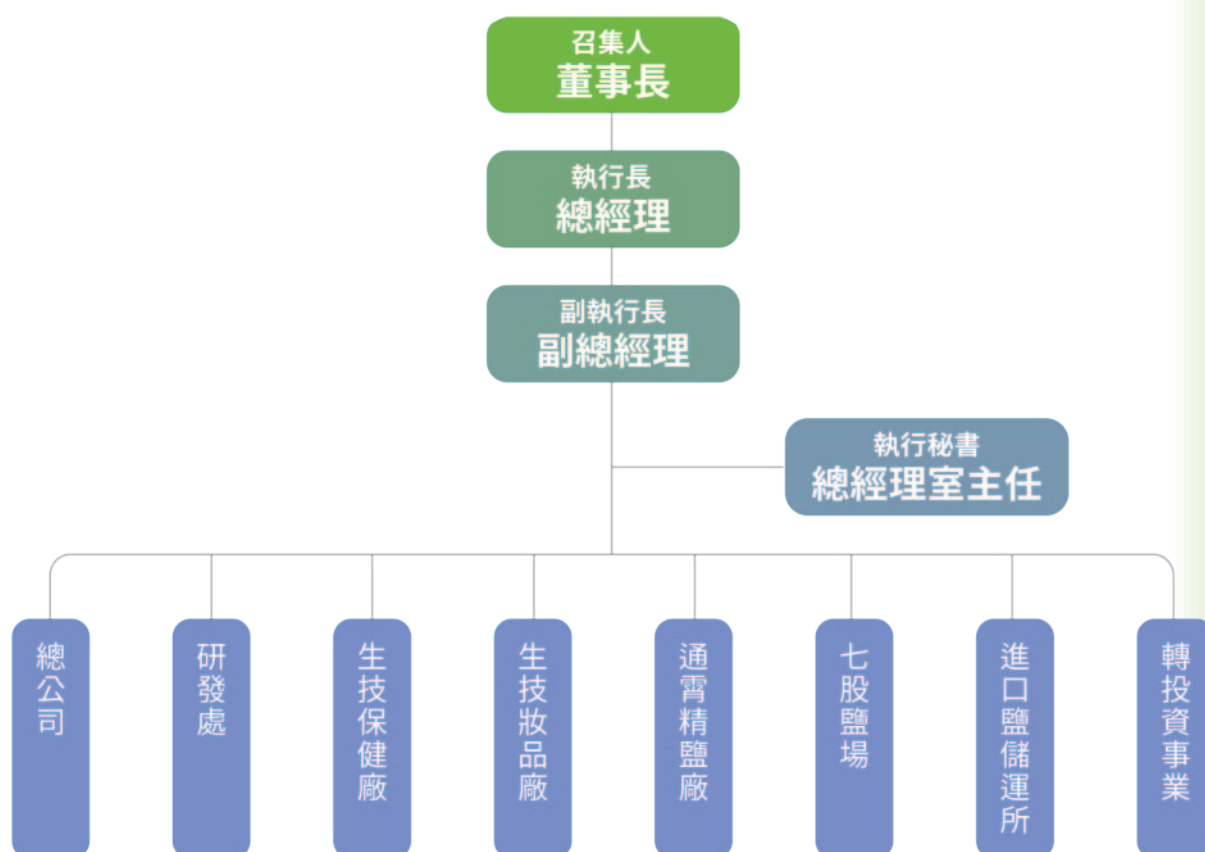 召集人
董事長
執行長
總經理
副執行長
副總經理
執行秘書
總經理室主任
總公司
研發處
生技保健廠
生技妝品廠
通霄精鹽廠
七股鹽場
進口鹽儲運所
轉投資事業